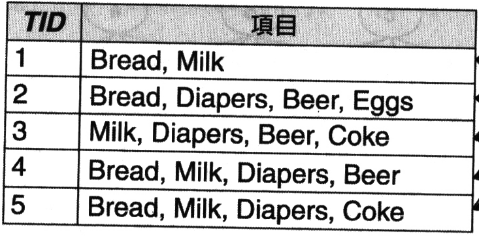 TID 項目
1 Bread, Milk
2 Bread, Diapers, Beer, Eggs
3 Milk, Diapers, Beer, Coke
4 Bread, Milk, Diapers, Beer
5 Bread, Milk, Diapers, Coke